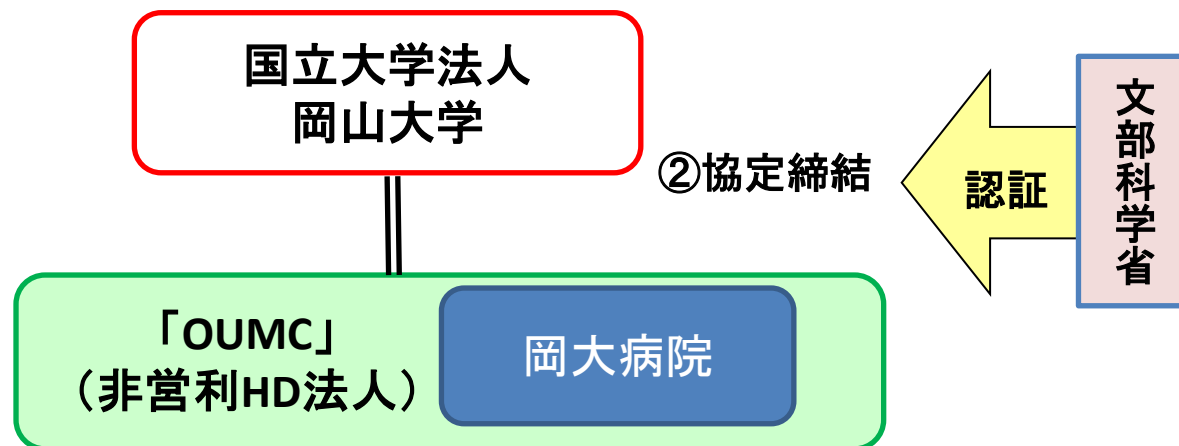 国立大学法人
岡山大学
②協定締結
認証
文部科学省
「OUMC」
（非営利HD法人）
岡大病院